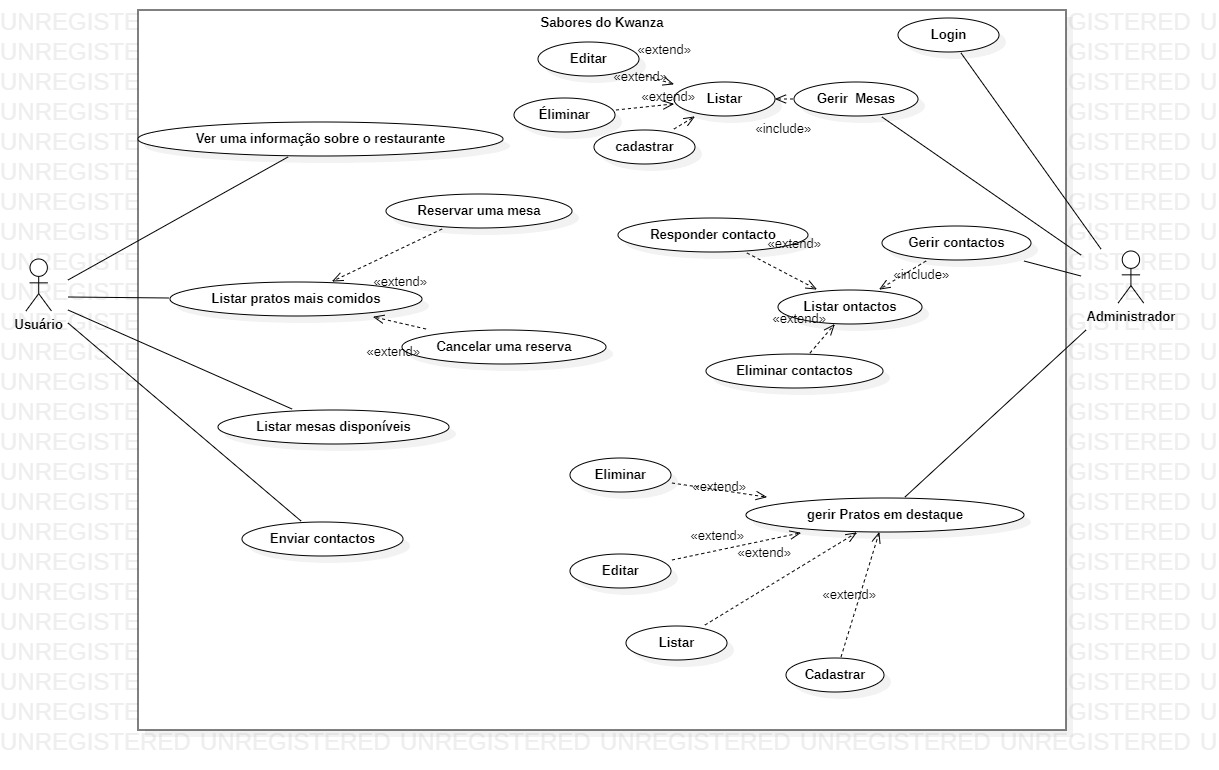 Sabores do Kwanza
Login
Editar
«extend»
«extend»
«extend»
Listar
Gerir Mesas
Éliminar
«include»
cadastrar
Ver uma informação sobre o restaurante
Reservar uma mesa
Responder contacto
«extend»
Gerir contactos
«include»
«extend»
Listar pratos mais comidos
Listar ontactos
«extend»
Usuário
Administrador
«extend»
Cancelar uma reserva
Eliminar contactos
Listar mesas disponíveis
Eliminar
«extend»
gerir Pratos em destaque
Enviar contactos
«extend»
«extend»
Editar
«extend»
Listar
Cadastrar
UNREGISTERED UNREGISTERED UNREGISTERED UNREGISTERED UNREGISTERED UNREGISTERED U